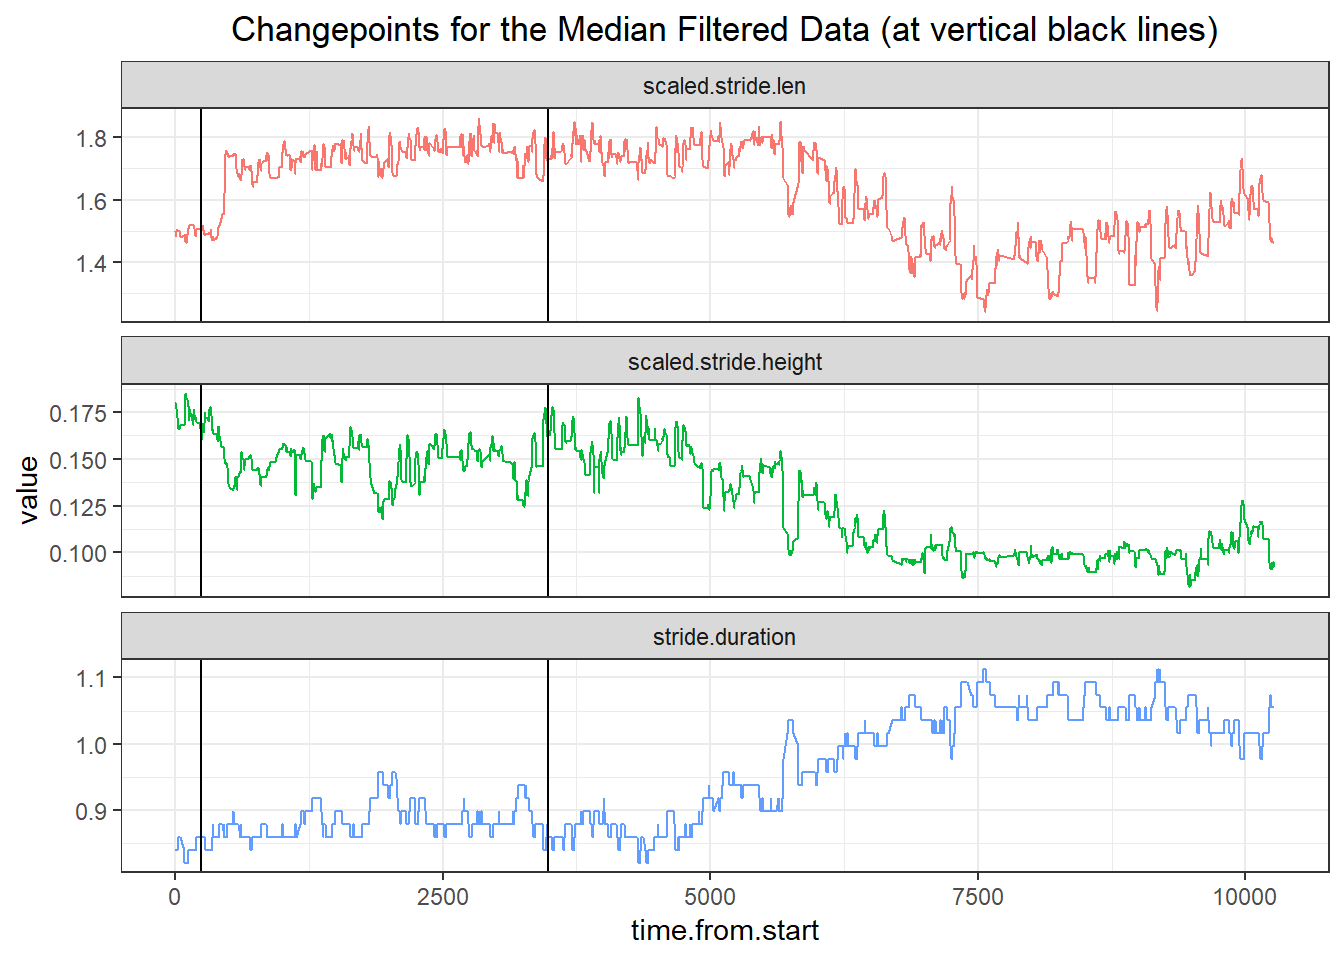 Changepoints for the Median Filtered Data (at vertical black lines)
scaled.stride.len
1.8
1.6
1.4
scaled.stride.height
0.175
0.150
0.125
0.100
value
stride.duration
1.1
1.0
0.9
0 2500 5000 7500 10000
time.from.start